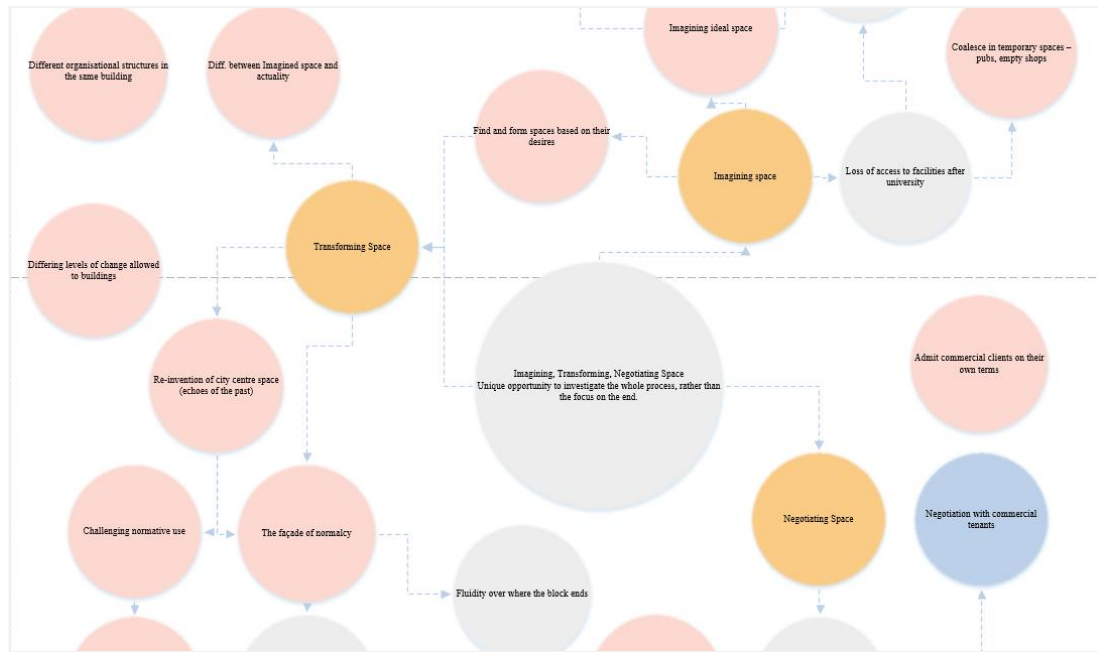 Imagining ideal space
Coalesce in temporary spaces –
pubs, empty shops
Different organisational structures in
the same building
Diff. between Imagined space and
actuality
Find and form spaces based on their
desires
Imagining space
Loss of access to facilities after
university
Transforming Space
Differing levels of change allowed
to buildings
Admit commercial clients on their
own terms
Re-invention of city centre space
(echoes of the past)
Imagining, Transforming, Negotiating Space
Unique opportunity to investigate the whole process, rather than
the focus on the end.
Challenging normative use
The façade of normalcy
Negotiating Space
Negotiation with commercial
tenants
Fluidity over where the block ends